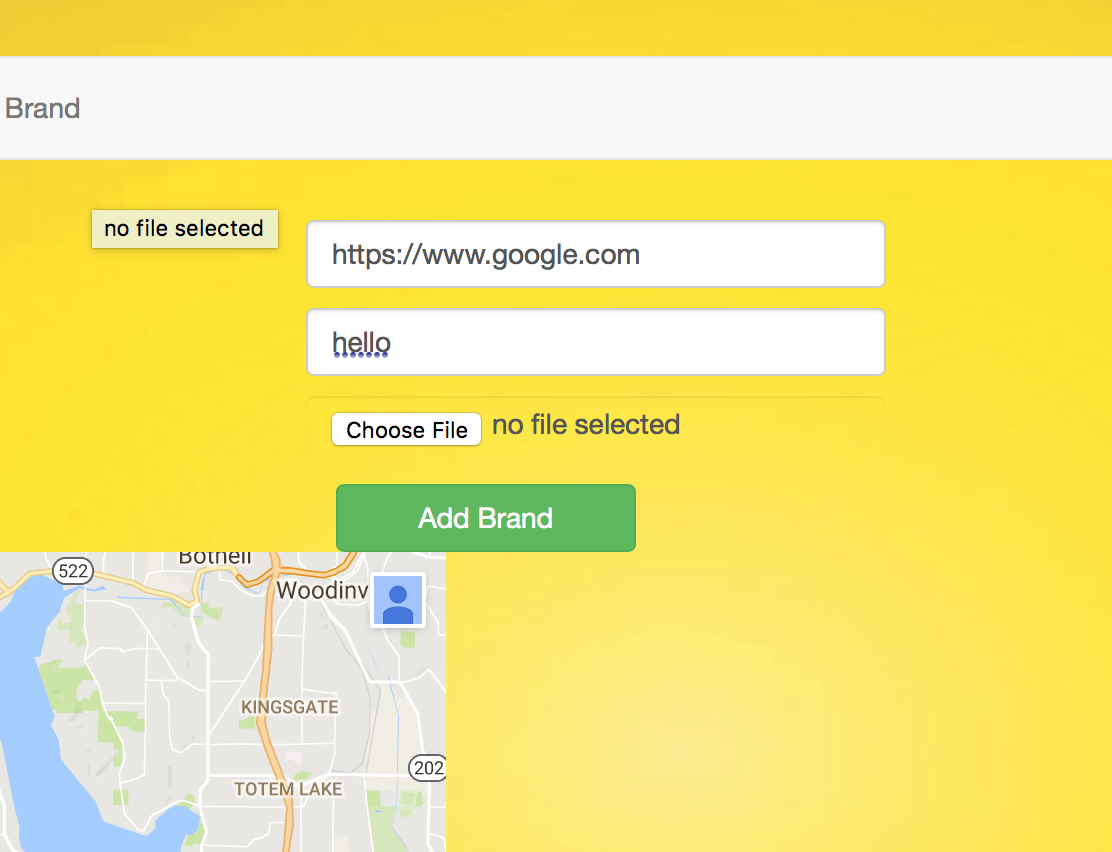 Brand
no file selected
https://www.google.com
hello
Choose File no file selected
Add Brand
Bothell
522
Woodinv
KINGSGATE
202
TOTEM LAKE